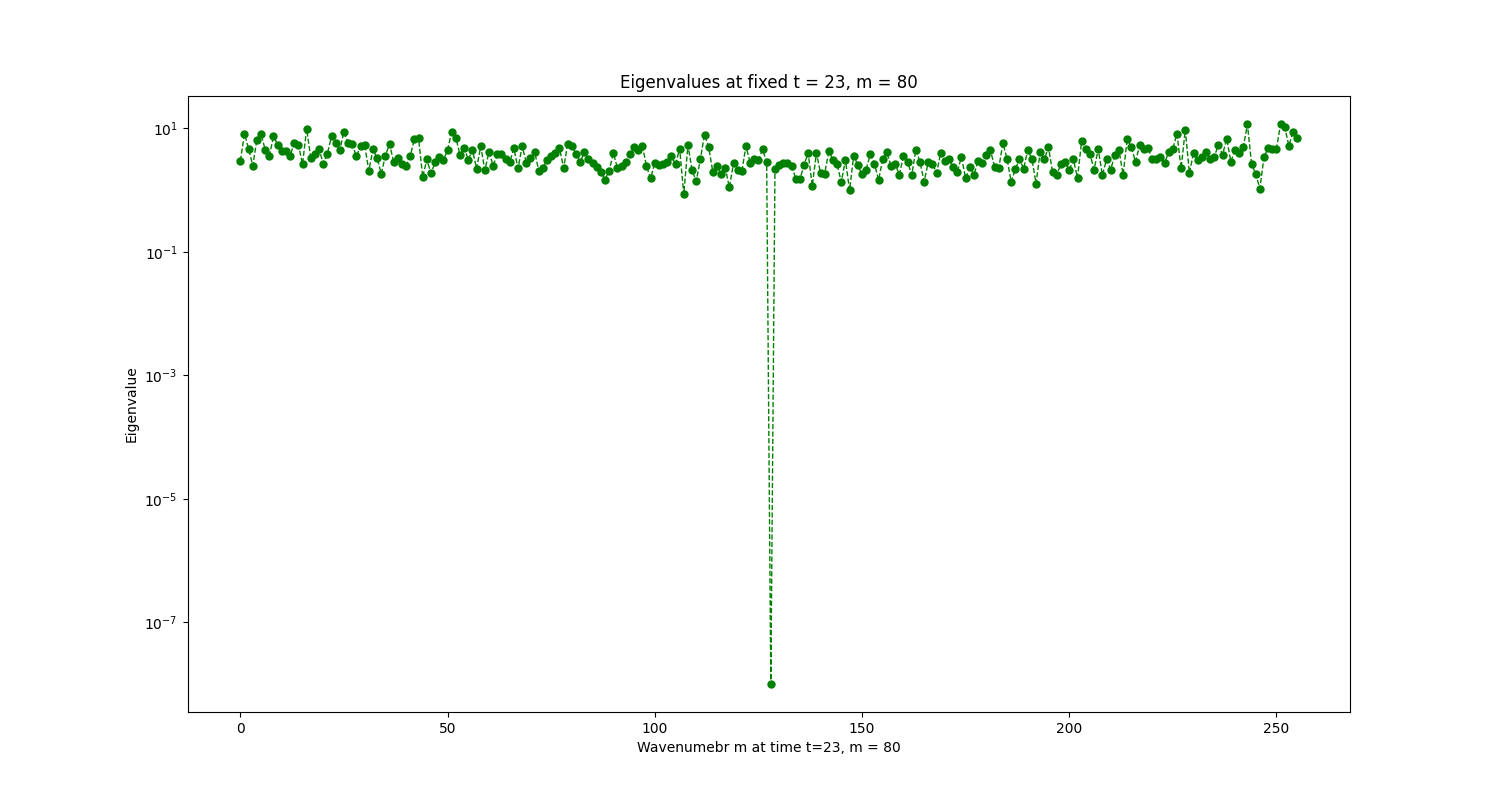 Eigenvalues at fixed t = 23, m = 80
10¹
10⁻¹
10⁻³
10⁻⁵
10⁻⁷
Eigenvalue
0 50 100 150 200 250
Wavenumebr m at time t=23, m = 80